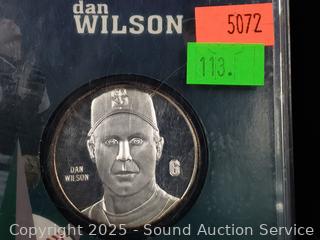 dan
WILSON
5072
113.
DAN
WILSON
6
Copyright 2025 - Sound Auction Service